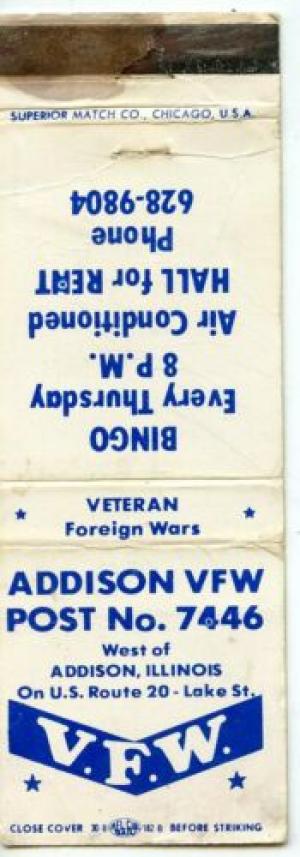 SUPERIOR MATCH CO., CHICAGO, U.S.A.
BINGO
Every Thursday
8 P.M.
Air Conditioned
HALL for RENT
Phone
628-9804
VETERAN
Foreign Wars
ADDISON VFW
POST No. 7446
West of
ADDISON, ILLINOIS
On U.S. Route 20 - Lake St.
V.F.W.
CLOSE COVER BEFORE STRIKING